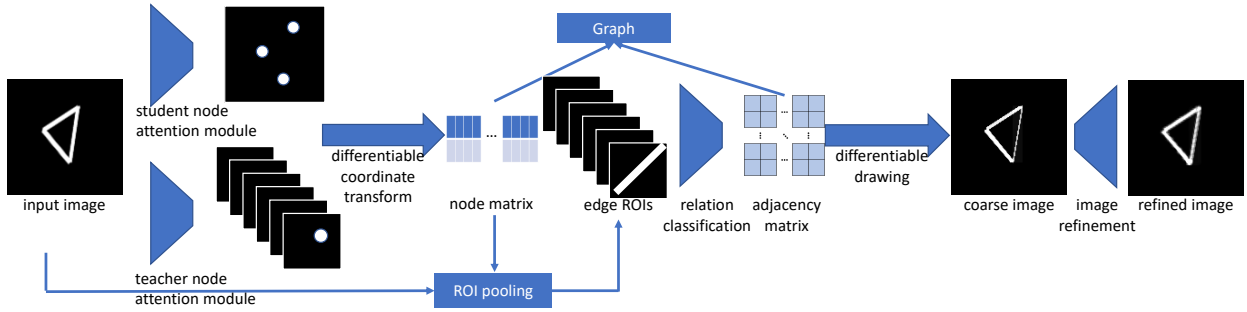 input image
student node
attention module
teacher node
attention module
differentiable
coordinate
transform
...
node matrix
Graph
ROI pooling
edge ROIs
relation
classification
...
...
adjacency
matrix
differentiable
drawing
coarse image
image
refinement
refined image